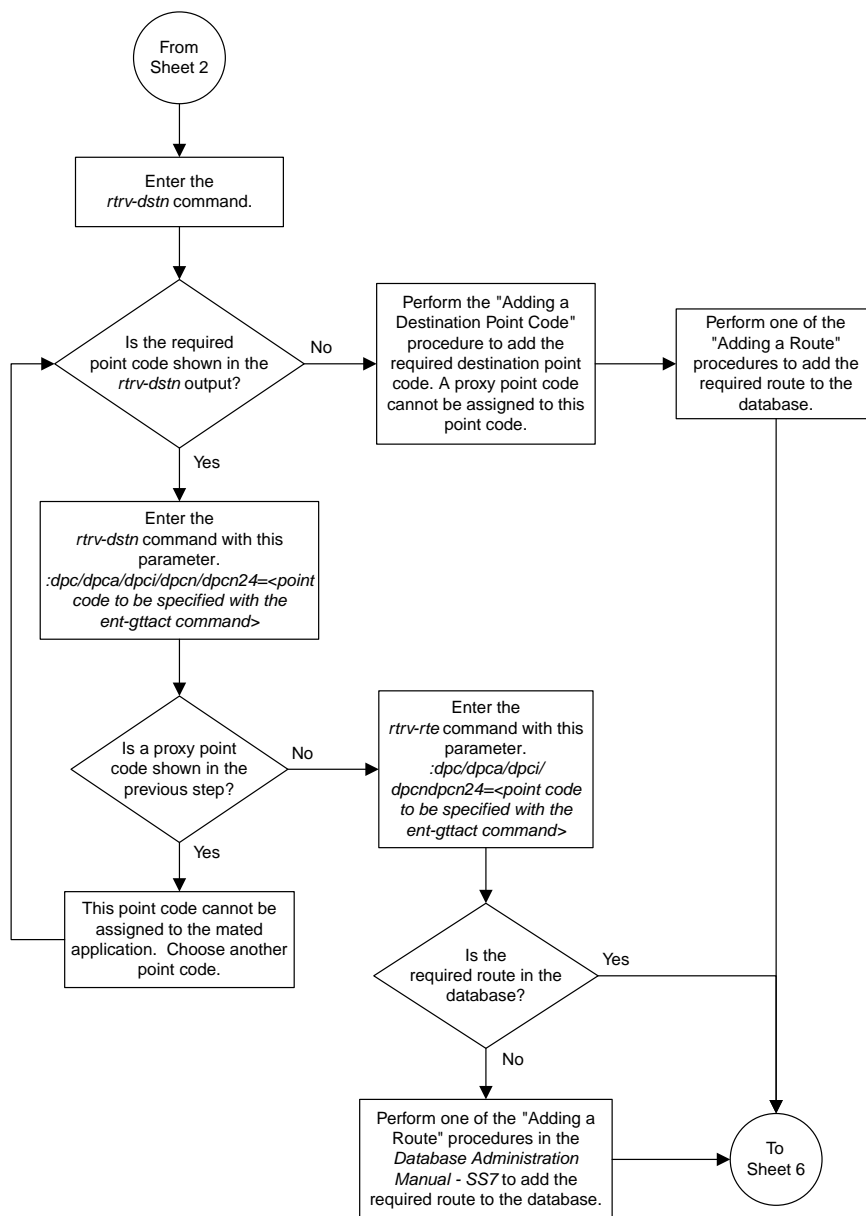 From
Sheet 2
Enter the
rtrv-dstn command.
Is the required
point code shown in the
rtrv-dstn output?
No
Perform the "Adding a
Destination Point Code"
procedure to add the
required destination point
code. A proxy point code
cannot be assigned to this
point code.
Perform one of the
"Adding a Route"
procedures to add the
required route to the
database.
Yes
Enter the
rtrv-dstn command with this
parameter.
:dpc/dpca/dpci/dpcn/dpcn24=<point
code to be specified with the
ent-gttact command>
Is a proxy point
code shown in the
previous step?
No
Enter the
rtrv-rte command with this
parameter.
:dpc/dpca/dpci/
dpcndpcn24=<point code
to be specified with the
ent-gttact command>
Yes
This point code cannot be
assigned to the mated
application.  Choose another
point code.
Is the
required route in the
database?
Yes
No
Perform one of the "Adding a
Route" procedures in the
Database Administration
Manual - SS7 to add the
required route to the database.
To
Sheet 6